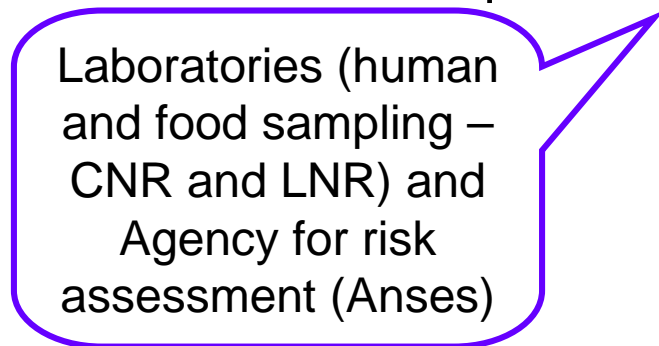 Laboratories (human
and food sampling –
CNR and LNR) and
Agency for risk
assessment (Anses)